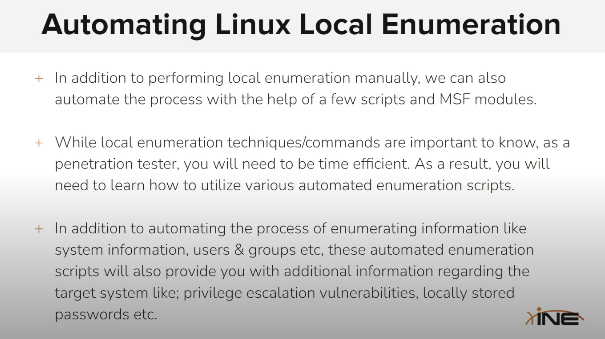 Automating Linux Local Enumeration
+ In addition to performing local enumeration manually, we can also
automate the process with the help of a few scripts and MSF modules.
+ While local enumeration techniques/commands are important to know, as a
penetration tester, you will need to be time efficient. As a result, you will
need to learn how to utilize various automated enumeration scripts.
+ In addition to automating the process of enumerating information like
system information, users & groups etc, these automated enumeration
scripts will also provide you with additional information regarding the
target system like; privilege escalation vulnerabilities, locally stored
passwords etc.
INE